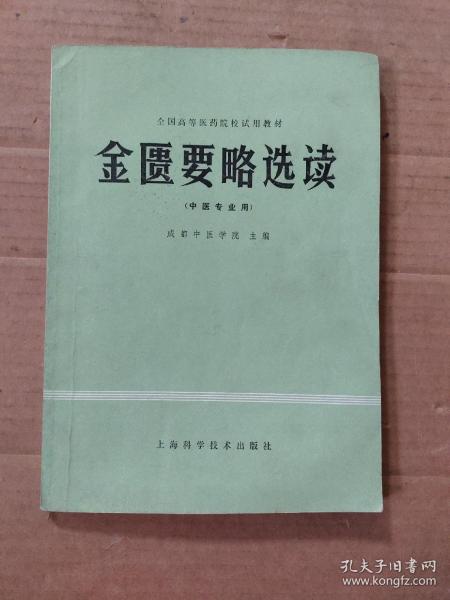 全国高等医药院校试用教材
金匮要略选读
(中医专业用)
成都中医学院 主编
上海科学技术出版社
孔夫子旧书网
www.kongfz.com